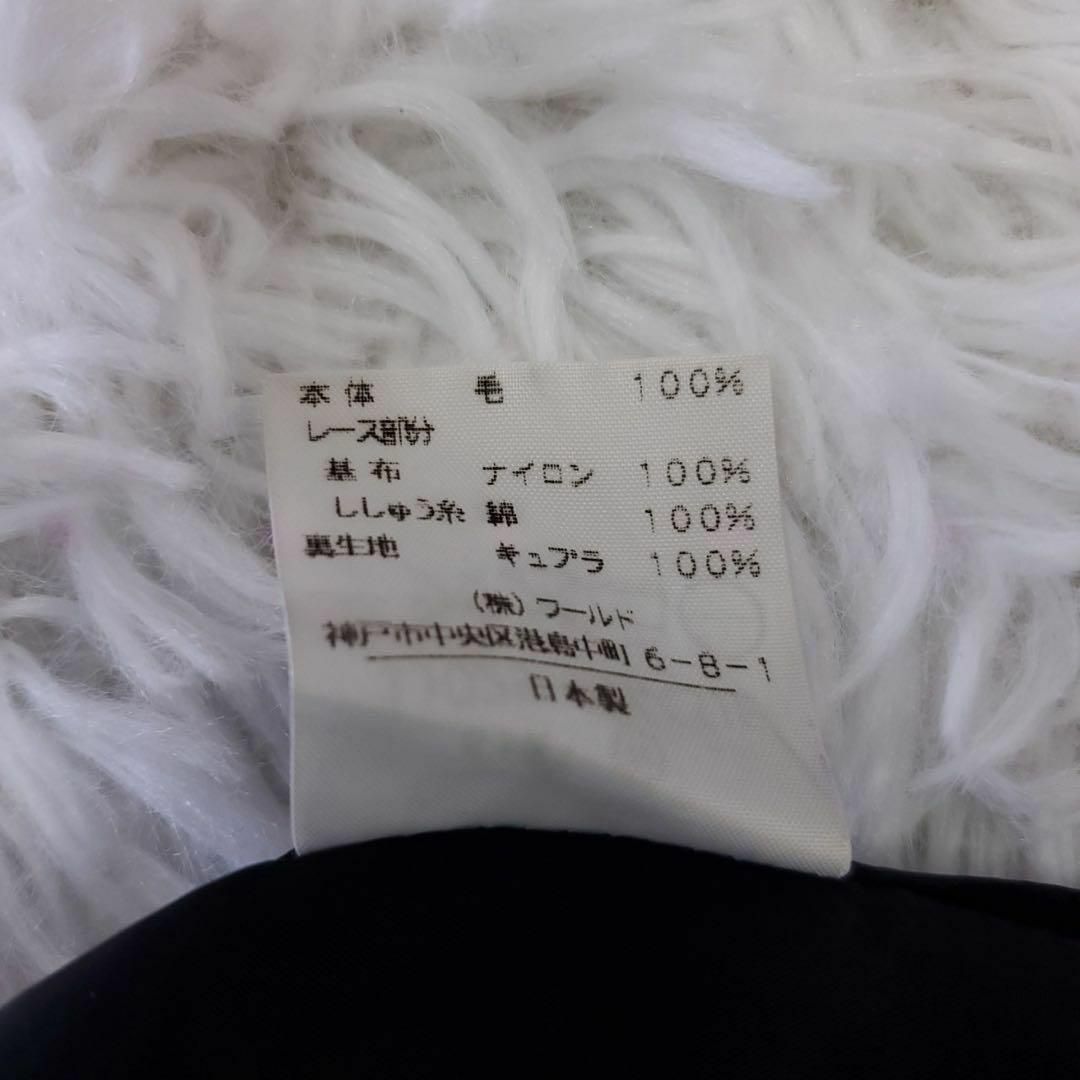 本体 毛 100%
レース部分
基布 ナイロン 100%
ししゅう糸 綿 100%
裏生地 キュプラ 100%
(株)ワールド
神戸市中央区港島中町6-8-1
日本製